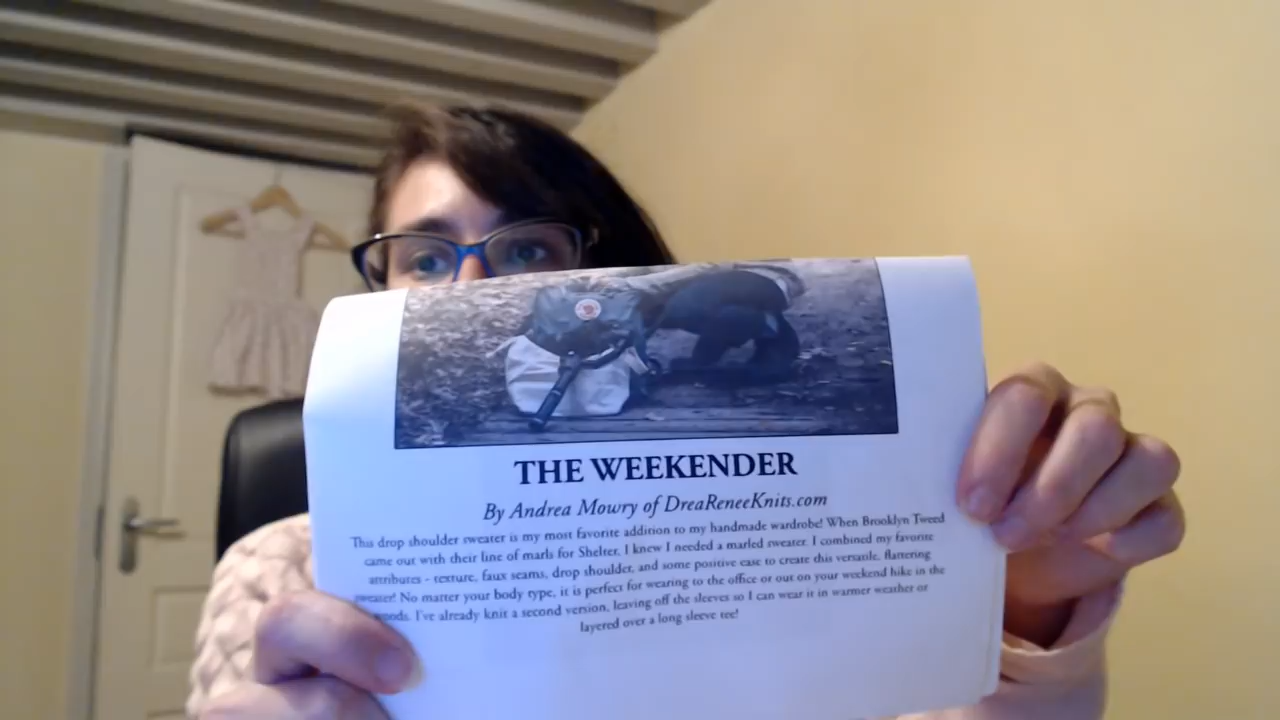 THE WEEKENDER
By Andrea Mowry of DreaReneeKnits.com
This drop shoulder sweater is my most favorite addition to my handmade wardrobe! When Brooklyn Tweed
came out with their line of marls for Shelter, I knew I needed a marled sweater. I combined my favorite
attributes - texture, faux seams, drop shoulder, and some positive ease to create this versatile, flattering
sweater! No matter your body type, it is perfect for wearing to the office or out on your weekend hike in the
woods. I've already knit a second version, leaving off the sleeves so I can wear it in warmer weather or
layered over a long sleeve tee!